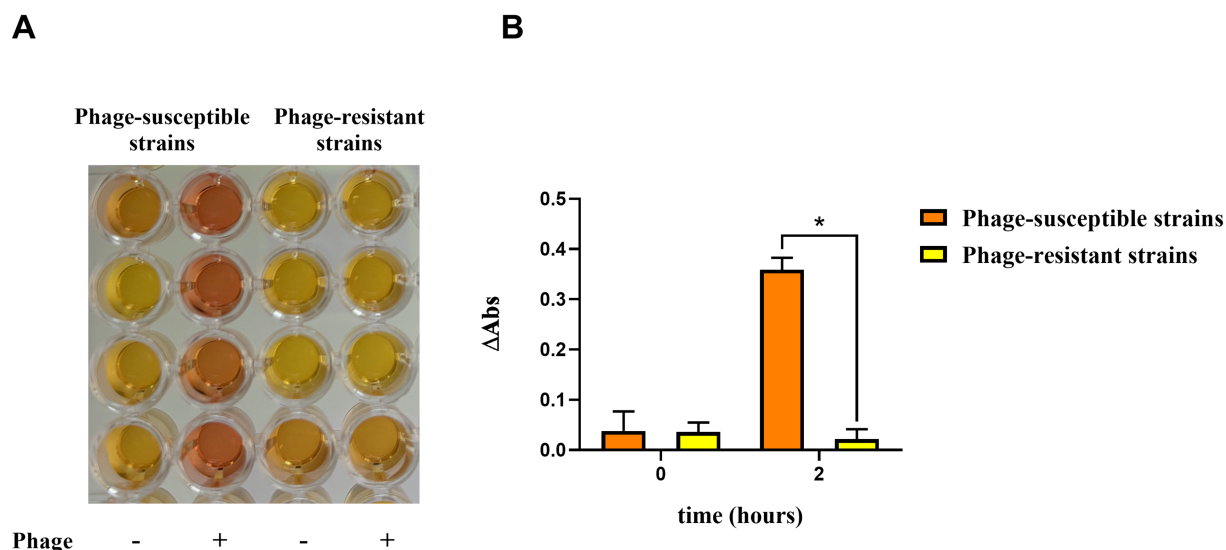 A
B
Phage-susceptible
strains
Phage-resistant
strains
Phage - + - +
ΔAbs
0.5
0.4
0.3
0.2
0.1
0.0
*
0 2
time (hours)
Phage-susceptible strains
Phage-resistant strains